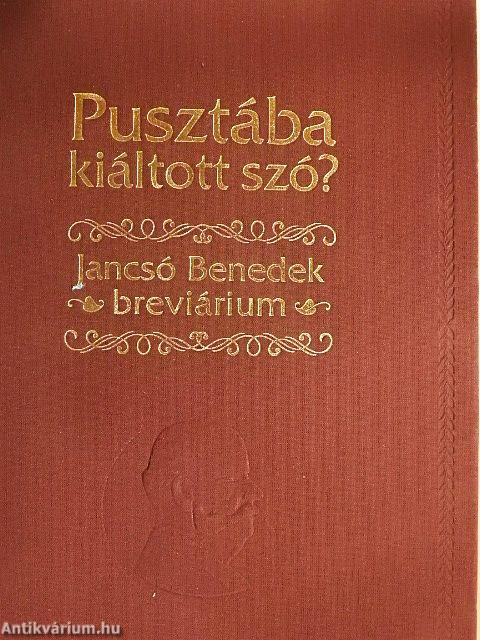 Pusztába
kiáltott szó?
Jancsó Benedek
breviárium
Antikvárium.hu